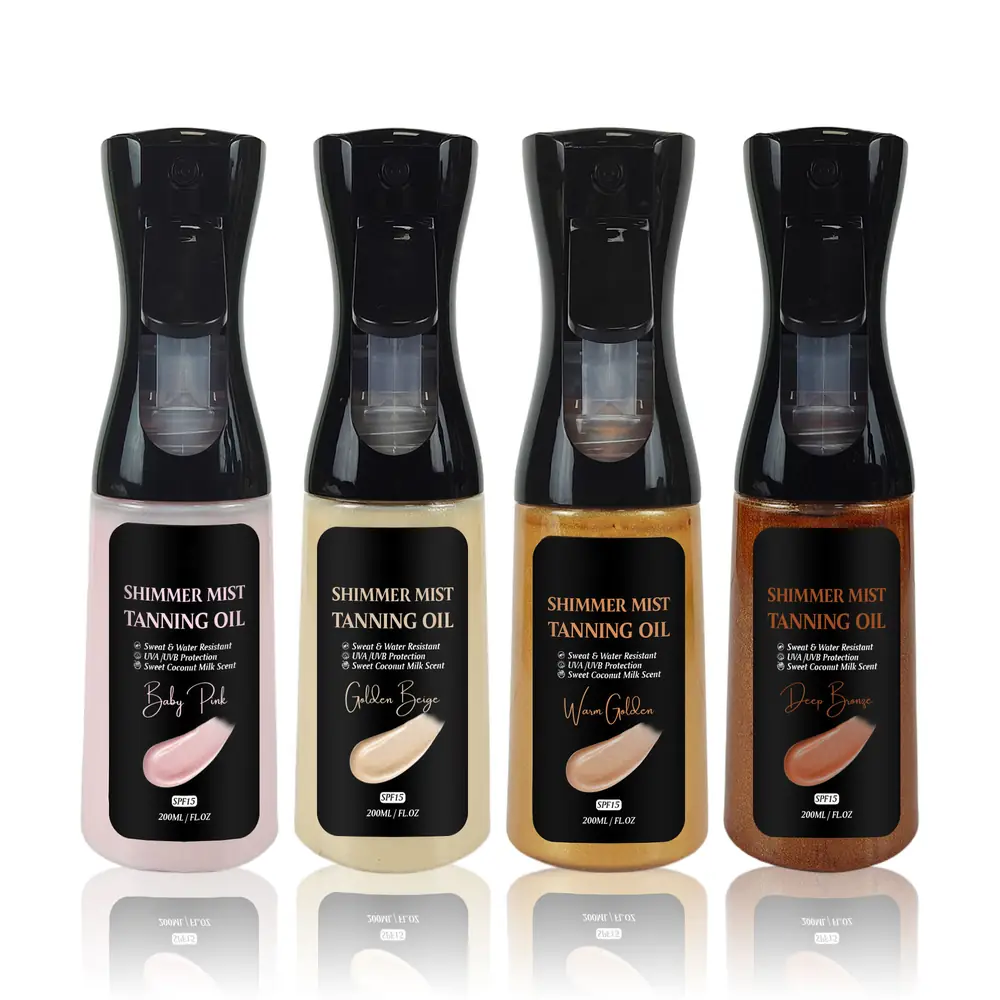 SHIMMER MIST
TANNING OIL
Sweat & Water Resistant
UVA /UVB Protection
Sweet Coconut Milk Scent
Baby Pink
SPF15
200ML / FL.OZ
SHIMMER MIST
TANNING OIL
Sweat & Water Resistant
UVA /UVB Protection
Sweet Coconut Milk Scent
Golden Beige
SPF15
200ML / FL.OZ
SHIMMER MIST
TANNING OIL
Sweat & Water Resistant
UVA /UVB Protection
Sweet Coconut Milk Scent
Warm Golden
SPF15
200ML / FL.OZ
SHIMMER MIST
TANNING OIL
Sweat & Water Resistant
UVA /UVB Protection
Sweet Coconut Milk Scent
Deep Bronze
SPF15
200ML / FL.OZ